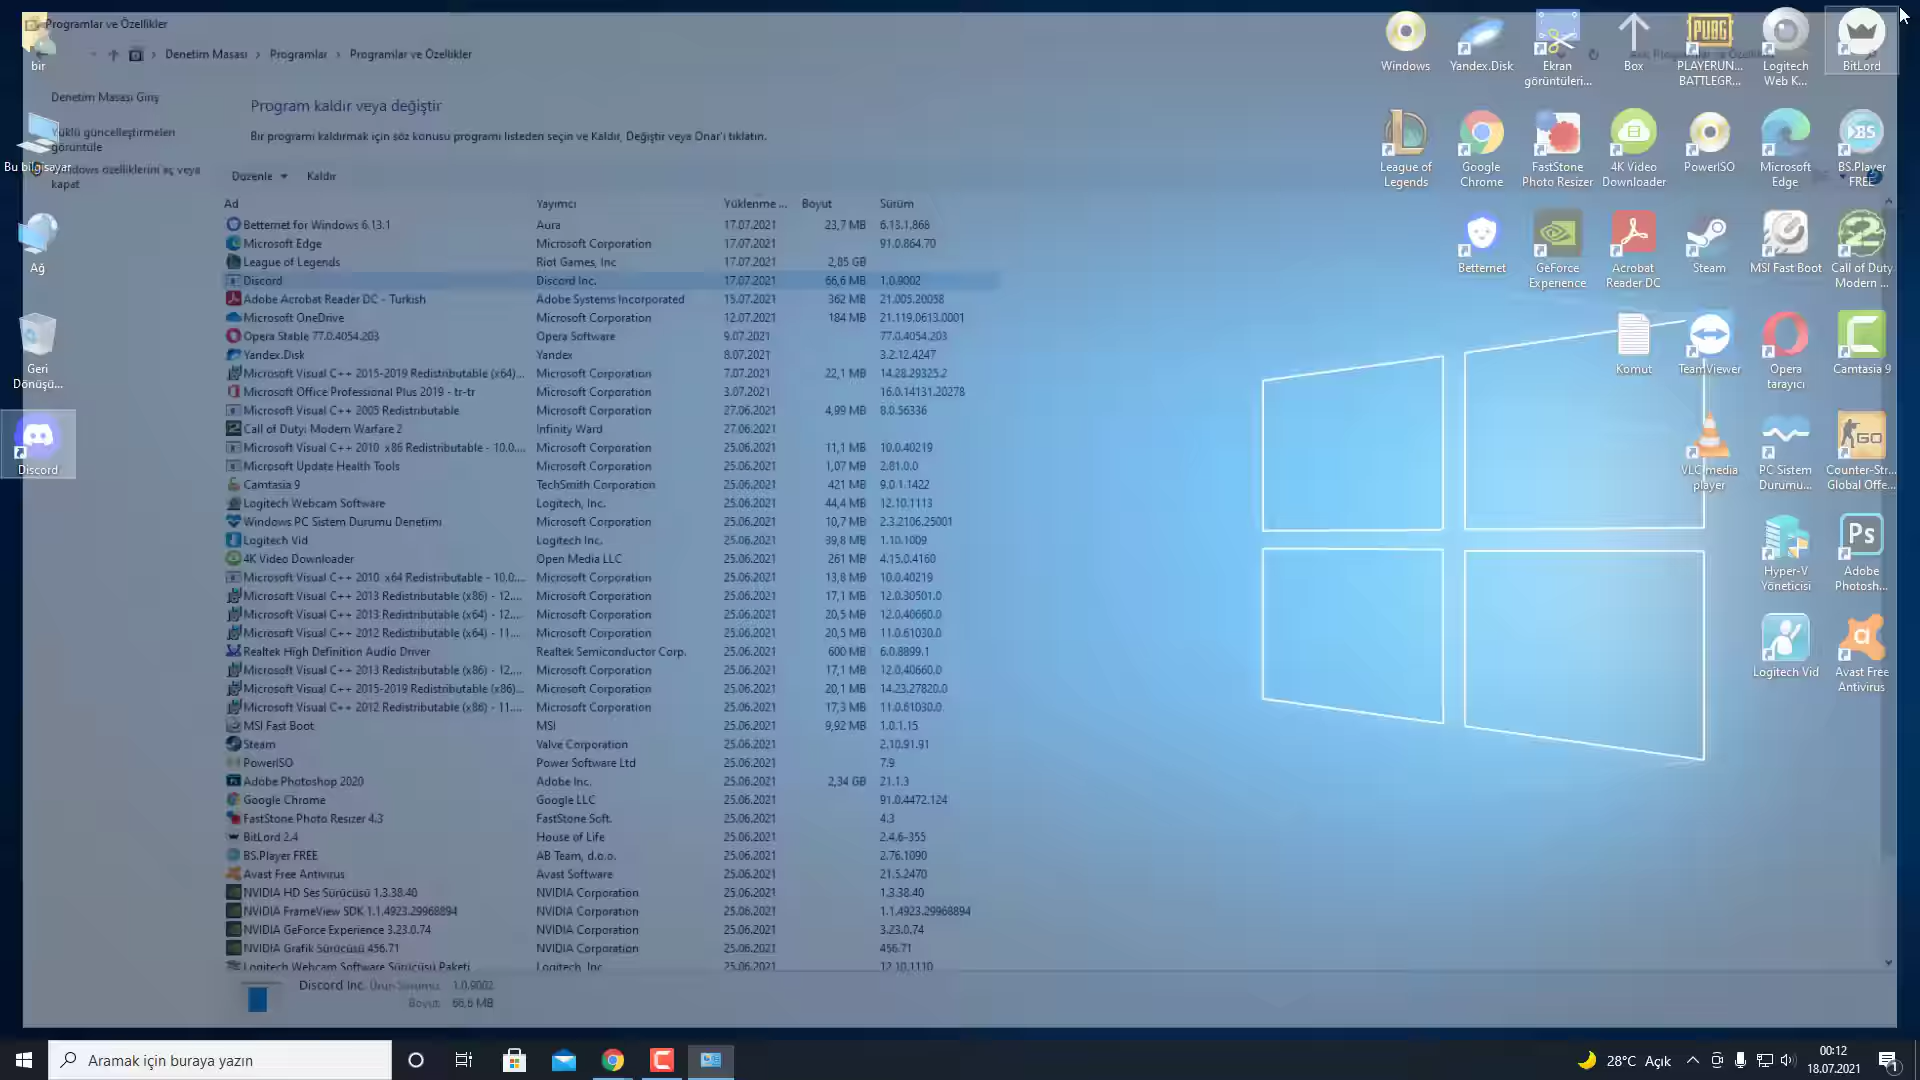 Programlar ve Özellikler
Denetim Masası
Programlar
Programlar ve Özellikler
Denetim Masası Giriş
Yüklü güncelleştirmeleri
görüntüle
Windows özelliklerini aç veya
kapat
Program kaldır veya değiştir
Bir programı kaldırmak için söz konusu programı listeden seçin ve Kaldır, Değiştir veya Onar'ı tıklatın.
Düzenle
Kaldır
Ad Yayımcı Yüklenme ... Boyut Sürüm
Betternet for Windows 6.13.1 Aura 17.07.2021 23,7 MB 6.13.1.868
Microsoft Edge Microsoft Corporation 17.07.2021 91.0.864.70
League of Legends Riot Games, Inc 17.07.2021 2,85 GB
Discord Discord Inc. 17.07.2021 66,6 MB 1.0.9002
Adobe Acrobat Reader DC - Turkish Adobe Systems Incorporated 15.07.2021 362 MB 21.005.20058
Microsoft OneDrive Microsoft Corporation 12.07.2021 184 MB 21.119.0613.0001
Opera Stable 77.0.4054.203 Opera Software 9.07.2021 77.0.4054.203
Yandex.Disk Yandex 8.07.2021 3.2.12.4247
Microsoft Visual C++ 2015-2019 Redistributable (x64)... Microsoft Corporation 7.07.2021 22,1 MB 14.28.29325.2
Microsoft Office Professional Plus 2019 - tr-tr Microsoft Corporation 3.07.2021 16.0.14131.20278
Microsoft Visual C++ 2005 Redistributable Microsoft Corporation 27.06.2021 4,99 MB 8.0.56336
Call of Duty: Modern Warfare 2 Infinity Ward 27.06.2021
Microsoft Visual C++ 2010 x86 Redistributable - 10.0.... Microsoft Corporation 25.06.2021 11,1 MB 10.0.40219
Microsoft Update Health Tools Microsoft Corporation 25.06.2021 1,07 MB 2.81.0.0
Camtasia 9 TechSmith Corporation 25.06.2021 421 MB 9.0.1.1422
Logitech Webcam Software Logitech, Inc. 25.06.2021 44,4 MB 12.10.1113
Windows PC Sistem Durumu Denetimi Microsoft Corporation 25.06.2021 10,7 MB 2.3.2106.25001
Logitech Vid Logitech Inc. 25.06.2021 39,8 MB 1.10.1009
4K Video Downloader Open Media LLC 25.06.2021 261 MB 4.15.0.4160
Microsoft Visual C++ 2010 x64 Redistributable - 10.0.... Microsoft Corporation 25.06.2021 13,8 MB 10.0.40219
Microsoft Visual C++ 2013 Redistributable (x86) - 12.... Microsoft Corporation 25.06.2021 17,1 MB 12.0.30501.0
Microsoft Visual C++ 2013 Redistributable (x64) - 12.... Microsoft Corporation 25.06.2021 20,5 MB 12.0.40660.0
Microsoft Visual C++ 2012 Redistributable (x64) - 11.... Microsoft Corporation 25.06.2021 20,5 MB 11.0.61030.0
Realtek High Definition Audio Driver Realtek Semiconductor Corp. 25.06.2021 600 MB 6.0.8899.1
Microsoft Visual C++ 2013 Redistributable (x86) - 12.... Microsoft Corporation 25.06.2021 17,1 MB 12.0.40660.0
Microsoft Visual C++ 2015-2019 Redistributable (x86)... Microsoft Corporation 25.06.2021 20,1 MB 14.23.27820.0
Microsoft Visual C++ 2012 Redistributable (x86) - 11.... Microsoft Corporation 25.06.2021 17,3 MB 11.0.61030.0
MSI Fast Boot MSI 25.06.2021 9,92 MB 1.0.1.15
Steam Valve Corporation 25.06.2021 2.10.91.91
PowerISO Power Software Ltd 25.06.2021 7.9
Adobe Photoshop 2020 Adobe Inc. 25.06.2021 2,34 GB 21.1.3
Google Chrome Google LLC 25.06.2021 91.0.4472.124
FastStone Photo Resizer 4.3 FastStone Soft. 25.06.2021 4.3
BitLord 2.4 House of Life 25.06.2021 2.4.6-355
BS.Player FREE AB Team, d.o.o. 25.06.2021 2.76.1090
Avast Free Antivirus Avast Software 25.06.2021 21.5.2470
NVIDIA HD Ses Sürücüsü 1.3.38.40 NVIDIA Corporation 25.06.2021 1.3.38.40
NVIDIA FrameView SDK 1.1.4923.29968894 NVIDIA Corporation 25.06.2021 1.1.4923.29968894
NVIDIA GeForce Experience 3.23.0.74 NVIDIA Corporation 25.06.2021 3.23.0.74
NVIDIA Grafik Sürücüsü 456.71 NVIDIA Corporation 25.06.2021 456.71
Logitech Webcam Software Sürücüsü Paketi Logitech, Inc. 25.06.2021 12.10.1110
Discord Inc. Ürün Sürümü: 1.0.9002
Boyut: 66,6 MB
bir
Bu bilgisayar
Ağ
Geri
Dönüşü...
Discord
Windows
Yandex.Disk
Ekran
görüntüleri...
Box
PUBG
PLAYERUN...
BATTLEGR...
Logitech
Web K...
BitLord
League of
Legends
Google
Chrome
FastStone
Photo Resizer
4K Video
Downloader
PowerISO
Microsoft
Edge
BS
BS.Player
FREE
Betternet
GeForce
Experience
Acrobat
Reader DC
Steam
MSI Fast Boot
Call of Duty
Modern ...
Komut
TeamViewer
Opera
tarayıcı
Camtasia 9
VLC media
player
PC Sistem
Durumu...
GO
Counter-Str...
Global Offe...
Hyper-V
Yöneticisi
Ps
Adobe
Photosh...
Logitech Vid
Avast Free
Antivirus
Aramak için buraya yazın
28°C Açık
00:12
18.07.2021
1